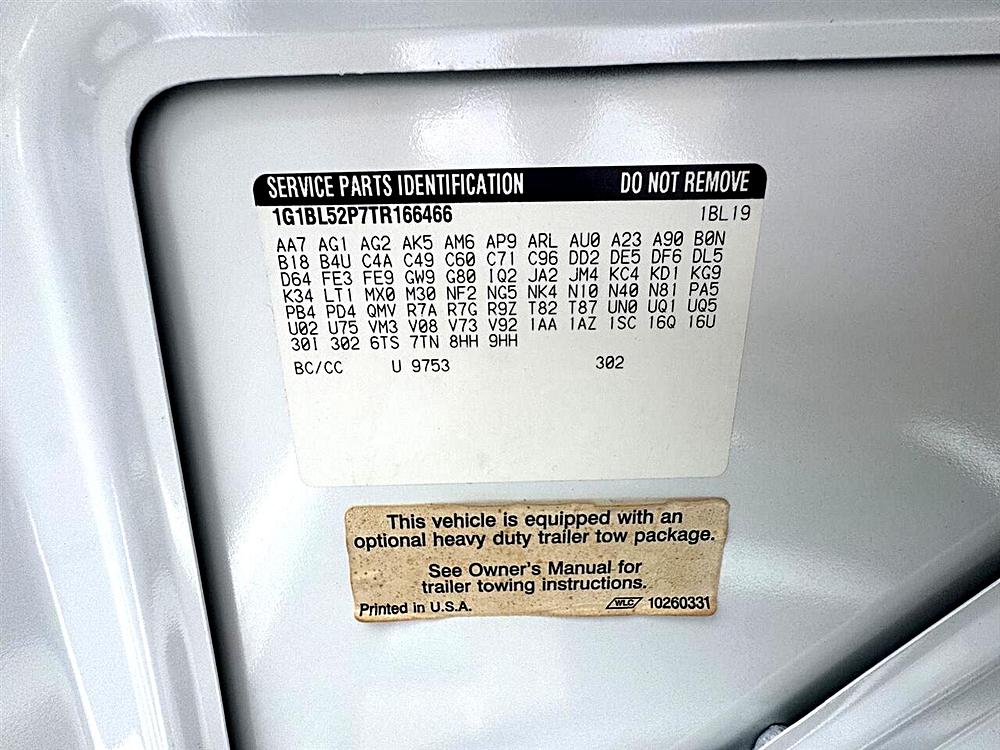 SERVICE PARTS IDENTIFICATION DO NOT REMOVE
1G1BL52P7TR166466 1BL19
AA7 AG1 AG2 AK5 AM6 AP9 ARL AU0 A23 A90 B0N
B18 B4U C4A C49 C60 C71 C96 DD2 DE5 DF6 DL5
D64 FE3 FE9 GW9 G80 IQ2 JA2 JM4 KC4 KD1 KG9
K34 LT1 MX0 M30 NF2 NG5 NK4 N10 N40 N81 PA5
PB4 PD4 QMV R7A R7G R9Z T82 T87 UN0 UQ1 UQ5
U02 U75 VM3 V08 V73 V92 1AA 1AZ 1SC 16Q 16U
30I 302 6TS 7TN 8HH 9HH
BC/CC U 9753 302
This vehicle is equipped with an
optional heavy duty trailer tow package.
See Owner's Manual for
trailer towing instructions.
Printed in U.S.A. WLC 10260331